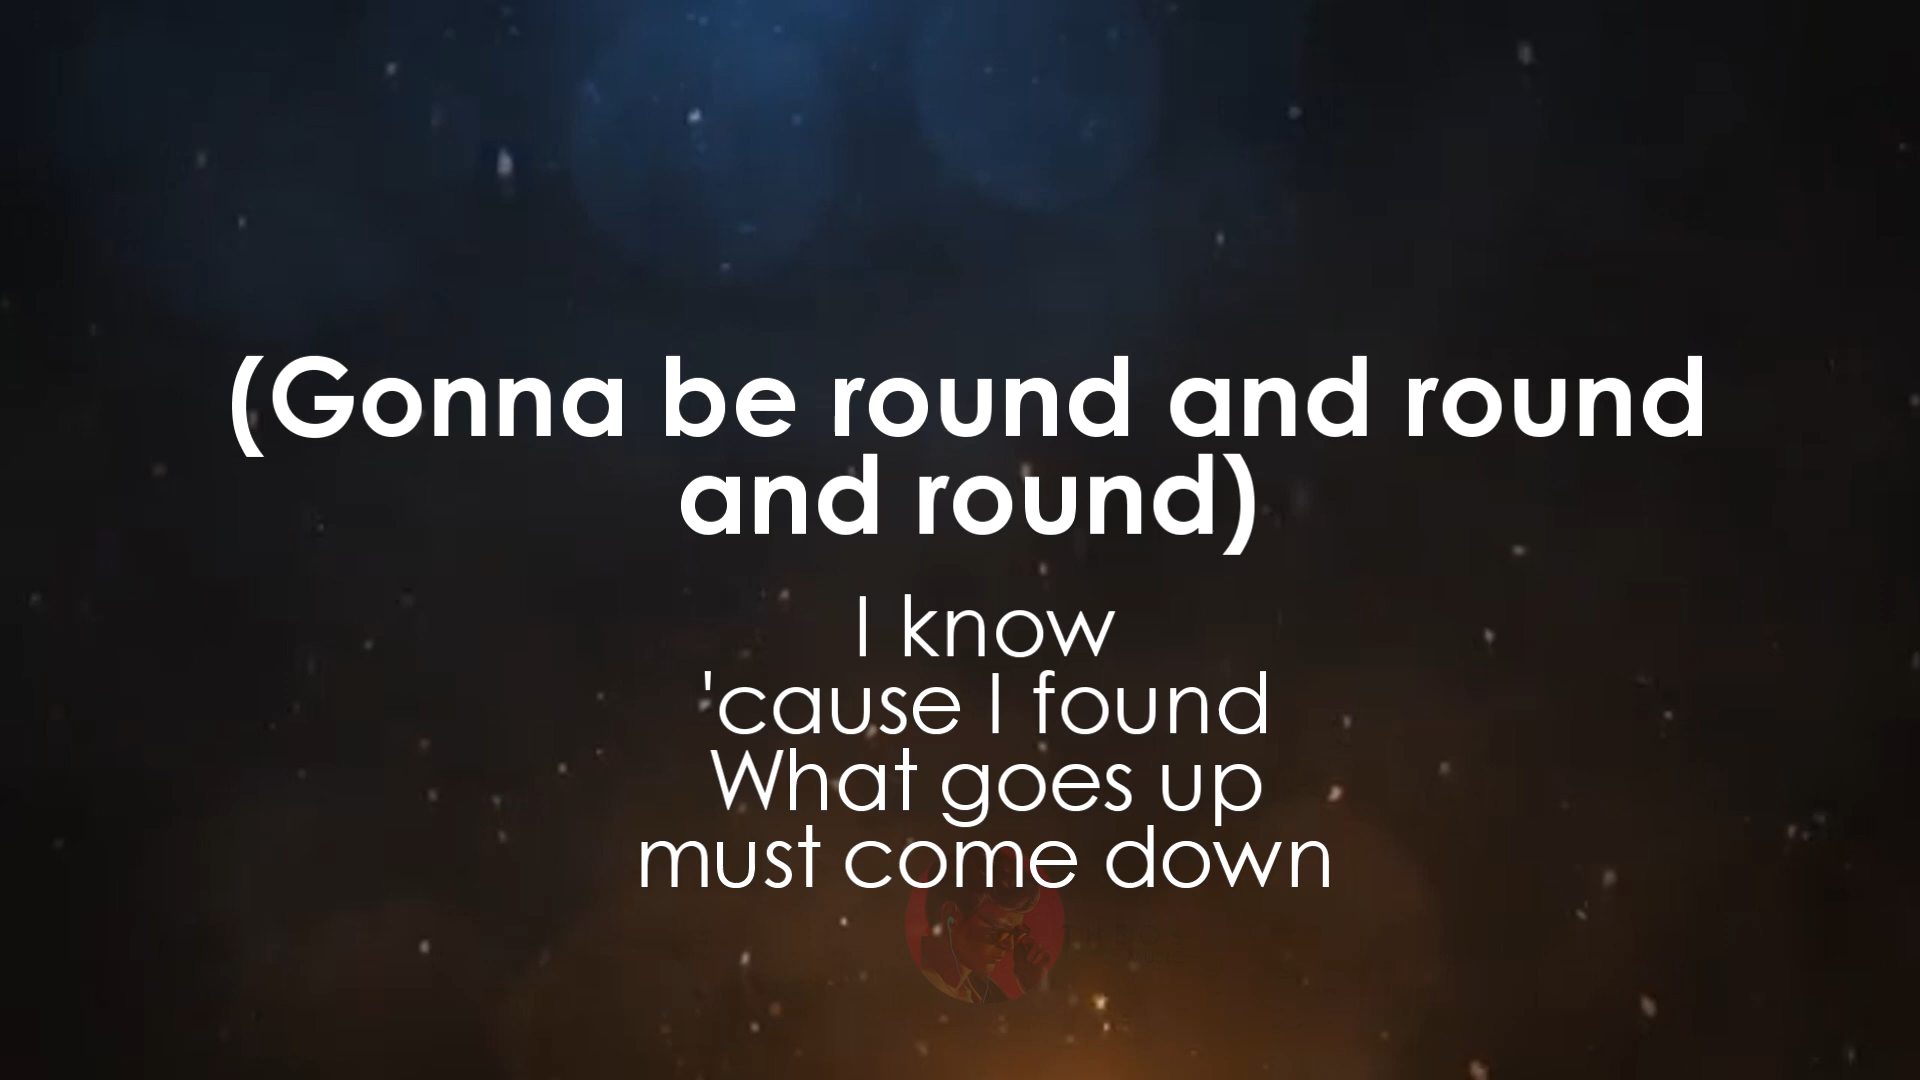 (Gonna be round and round
and round)
I know
'cause I found
What goes up
must come down